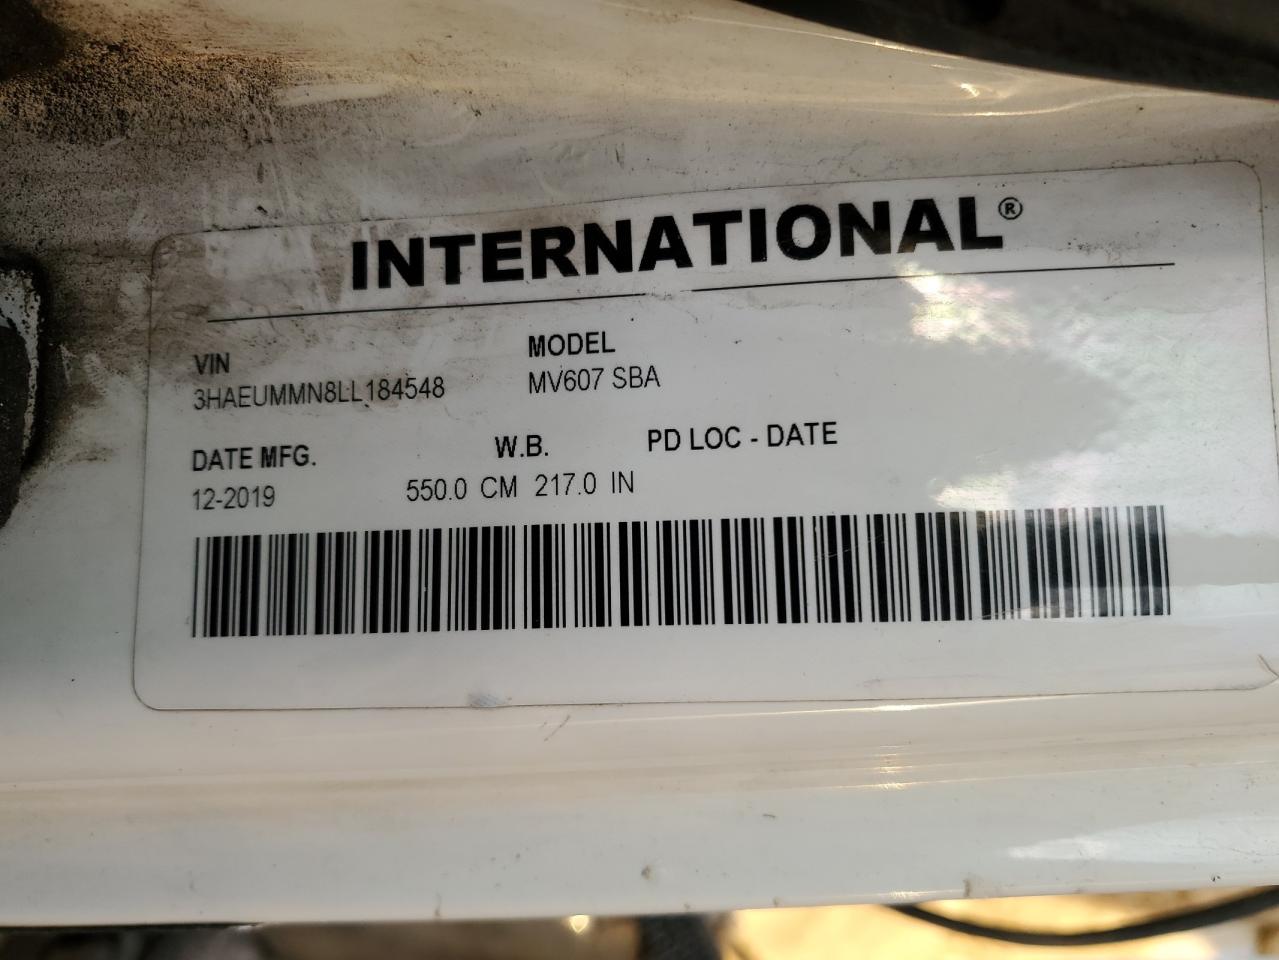 INTERNATIONAL®
VIN
3HAEUMMN8LL184548
MODEL
MV607 SBA
DATE MFG.
12-2019
W.B.
550.0 CM 217.0 IN
PD LOC - DATE